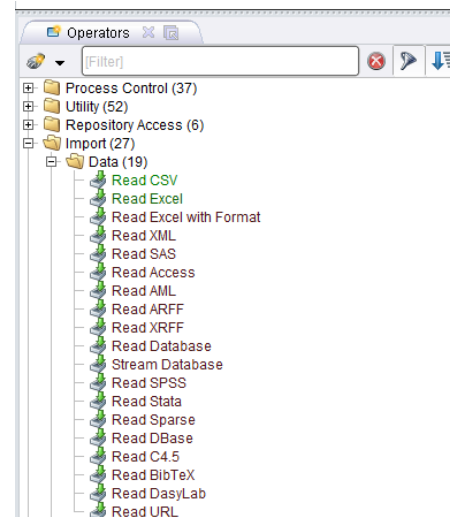 Operators
[Filter]
Process Control (37)
Utility (52)
Repository Access (6)
Import (27)
Data (19)
Read CSV
Read Excel
Read Excel with Format
Read XML
Read SAS
Read Access
Read AML
Read ARFF
Read XRFF
Read Database
Stream Database
Read SPSS
Read Stata
Read Sparse
Read DBase
Read C4.5
Read BibTeX
Read DasyLab
Read URL